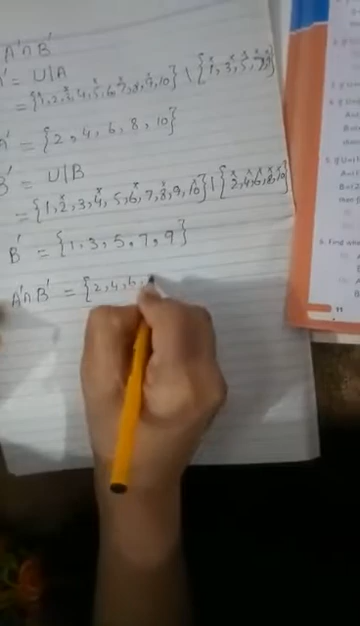 A'∩B'
A' = U|A
= {1,2,3,4,5,6,7,8,9,10} \ {1,3,5,7,9}
A' = {2,4,6,8,10}
B' = U|B
= {1,2,3,4,5,6,7,8,9,10} | {2,4,6,8,10}
B' = {1,3,5,7,9}
A'∩B' = {2,4,6,